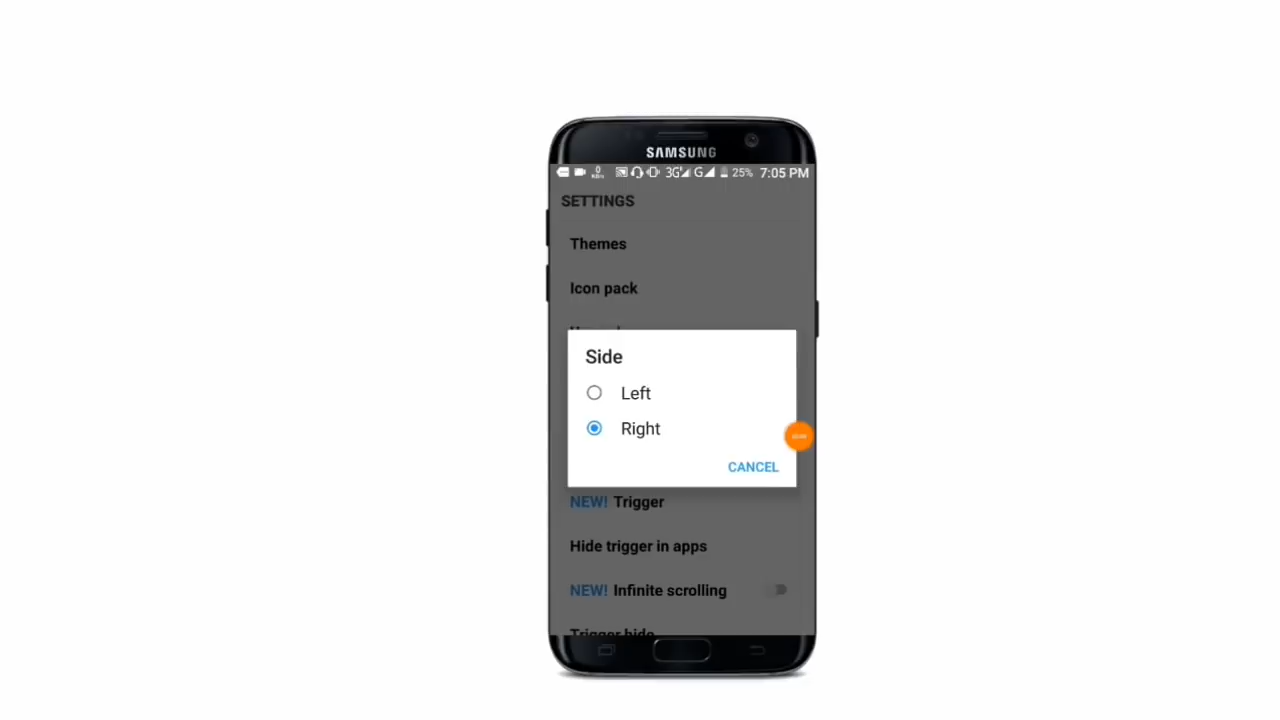 SAMSUNG
3G G 25% 7:05 PM
SETTINGS
Themes
Icon pack
Side
Left
Right
CANCEL
NEW! Trigger
Hide trigger in apps
NEW! Infinite scrolling
Trigger hide